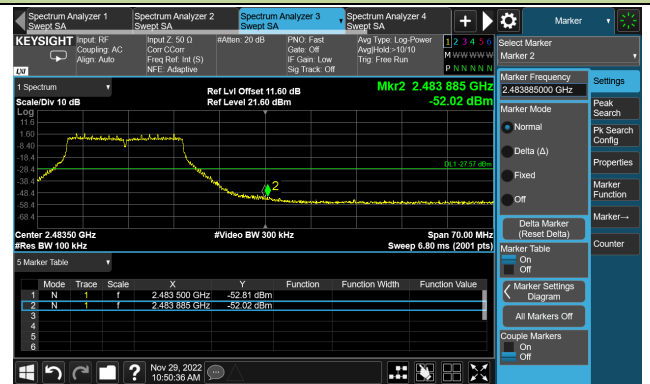 Spectrum Analyzer 1
Swept SA
Spectrum Analyzer 2
Swept SA
Spectrum Analyzer 3
Swept SA
Spectrum Analyzer 4
Swept SA
+
Marker
KEYSIGHT
Input: RF
Coupling: AC
Align: Auto
Input Z: 50 Ω
Corr CCorr
Freq Ref: Int (S)
NFE: Adaptive
#Atten: 20 dB
PNO: Fast
Gate: Off
IF Gain: Low
Sig Track: Off
Avg Type: Log-Power
Avg|Hold:>10/10
Trig: Free Run
1 2 3 4 5 6
M W W W W W
P N N N N N
LXI
Select Marker
Marker 2
1 Spectrum
Scale/Div 10 dB
Log
Ref Lvl Offset 11.60 dB
Ref Level 21.60 dBm
Mkr2 2.483 885 0 GHz
-52.02 dBm
11.6
1.60
-8.40
-18.4
-28.4
-38.4
-48.4
-58.4
-68.4
DL1 -27.57 dBm
2
Center 2.48350 GHz
#Res BW 100 kHz
#Video BW 300 kHz
Span 70.00 MHz
Sweep 6.80 ms (2001 pts)
5 Marker Table
Mode Trace Scale X Y Function Function Width Function Value
1 N 1 f 2.483 500 GHz -52.81 dBm
2 N 1 f 2.483 885 GHz -52.02 dBm
3
4
5
6
Marker Frequency
2.483885000 GHz
Marker Mode
Normal
Delta (Δ)
Fixed
Off
Delta Marker
(Reset Delta)
Marker Table
On
Off
Marker Settings
Diagram
All Markers Off
Couple Markers
On
Off
Settings
Peak
Search
Pk Search
Config
Properties
Marker
Function
Marker→
Counter
?
Nov 29, 2022
10:50:36 AM